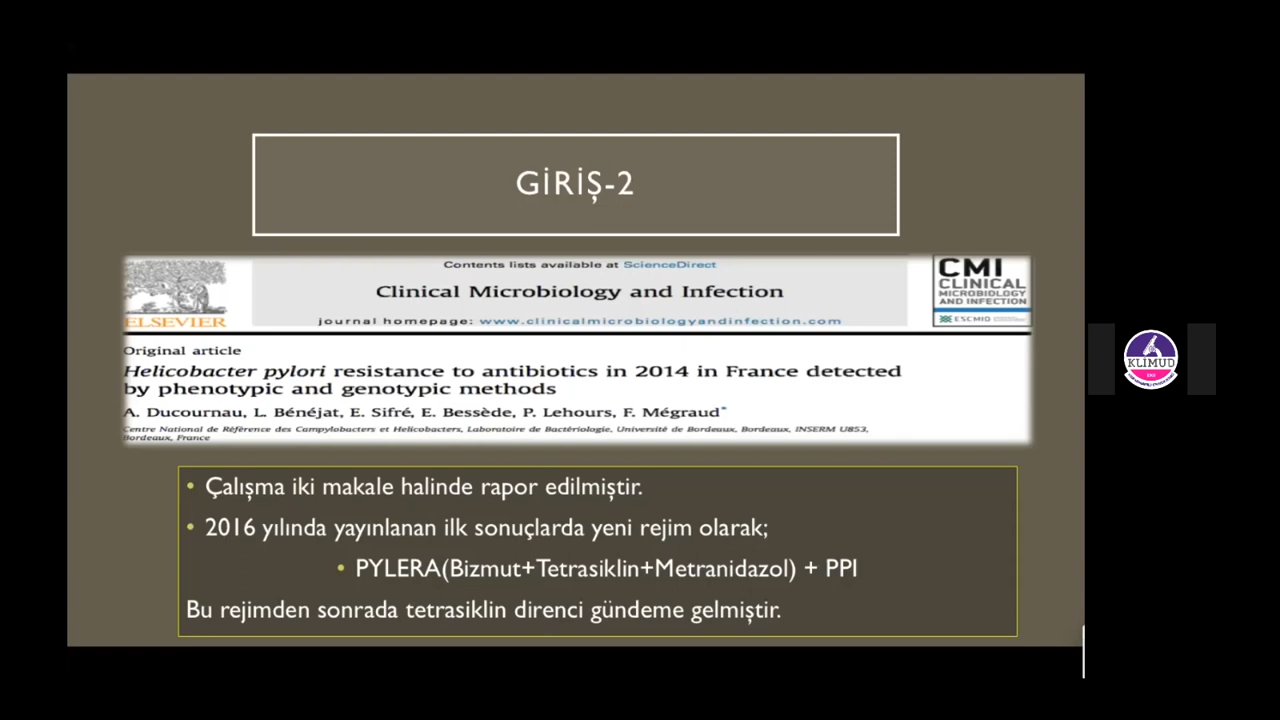 GİRİŞ-2
Contents lists available at ScienceDirect
Clinical Microbiology and Infection
journal homepage: www.clinicalmicrobiologyandinfection.com
ELSEVIER
CMI
CLINICAL
MICROBIOLOGY
AND INFECTION
ESCMID
Original article
Helicobacter pylori resistance to antibiotics in 2014 in France detected
by phenotypic and genotypic methods
A. Ducournau, L. Bénéjat, E. Sifré, E. Bessède, P. Lehours, F. Mégraud*
Centre National de Référence des Campylobacters et Helicobacters, Laboratoire de Bactériologie, Université de Bordeaux, Bordeaux, INSERM U853,
Bordeaux, France
• Çalışma iki makale halinde rapor edilmiştir.
• 2016 yılında yayınlanan ilk sonuçlarda yeni rejim olarak;
• PYLERA(Bizmut+Tetrasiklin+Metranidazol) + PPI
Bu rejimden sonrada tetrasiklin direnci gündeme gelmiştir.
KLIMUD